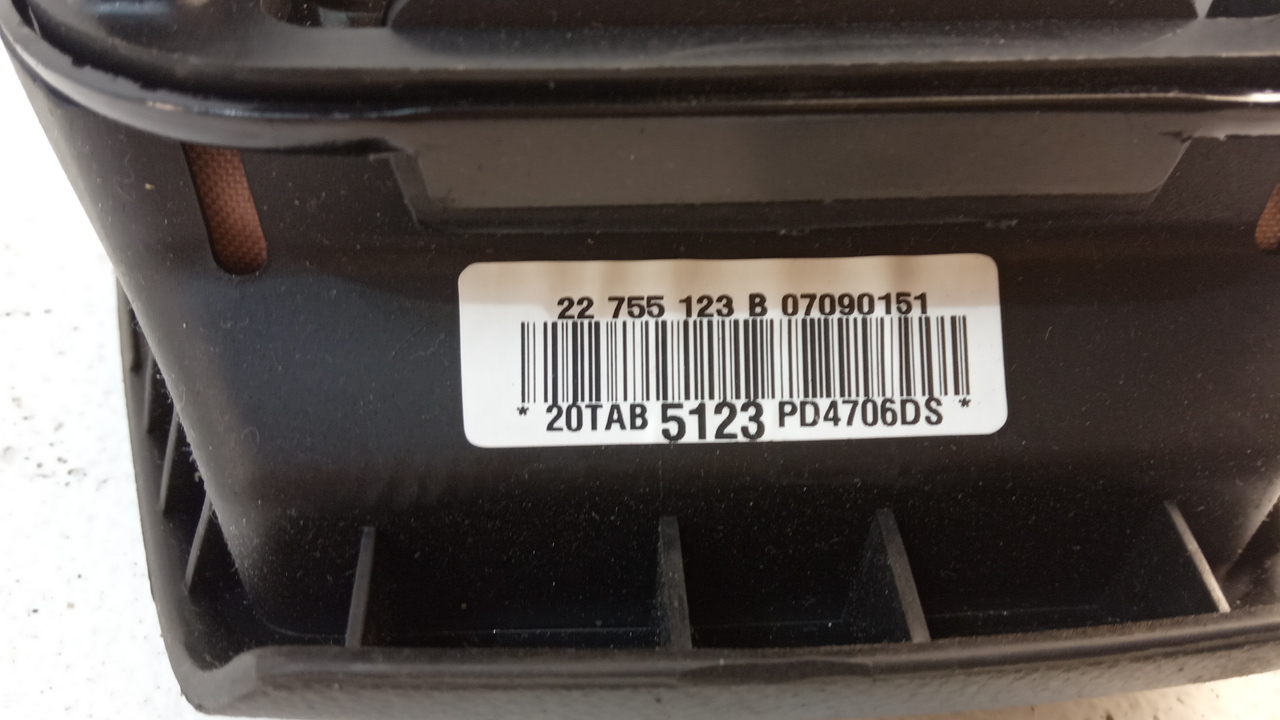 22 755 123 B 07090151
* 20TAB 5123 PD4706DS *